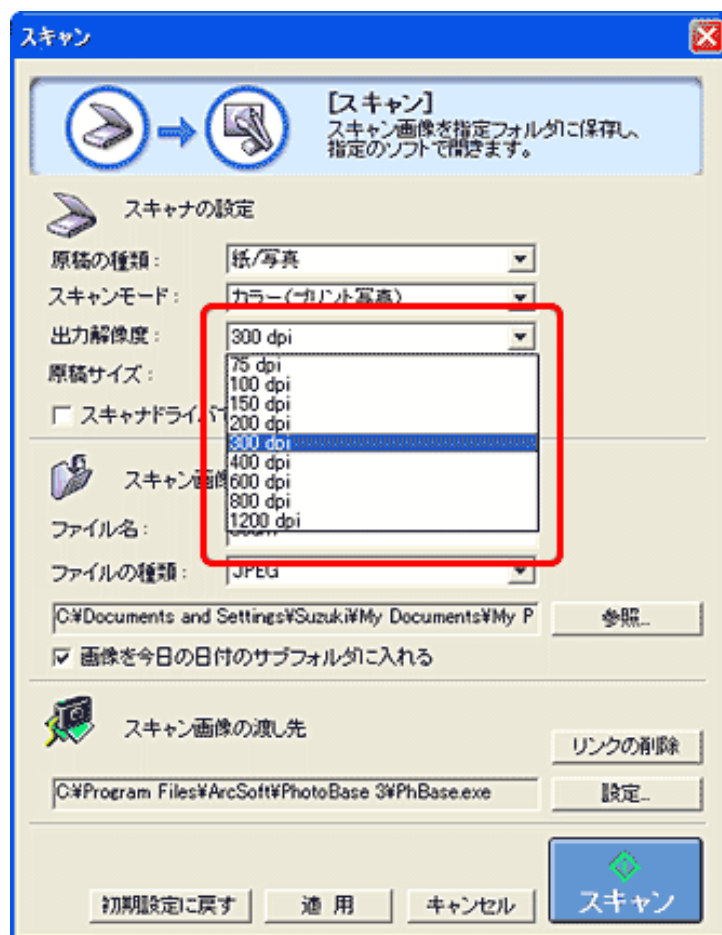 スキャン
[スキャン]
スキャン画像を指定フォルダに保存し、
指定のソフトで開きます。
スキャナの設定
原稿の種類： 紙/写真
スキャンモード： カラー(プリント写真)
出力解像度： 300 dpi
75 dpi
原稿サイズ：
100 dpi
150 dpi
スキャナドライバで
200 dpi
300 dpi
400 dpi
スキャン画像
600 dpi
800 dpi
1200 dpi
ファイル名：
ファイルの種類： JPEG
C:¥Documents and Settings¥Suzuki¥My Documents¥My P 参照...
画像を今日の日付のサブフォルダに入れる
スキャン画像の渡し先
リンクの削除
C:¥Program Files¥ArcSoft¥PhotoBase 3¥PhBase.exe 設定...
初期設定に戻す 適用 キャンセル スキャン